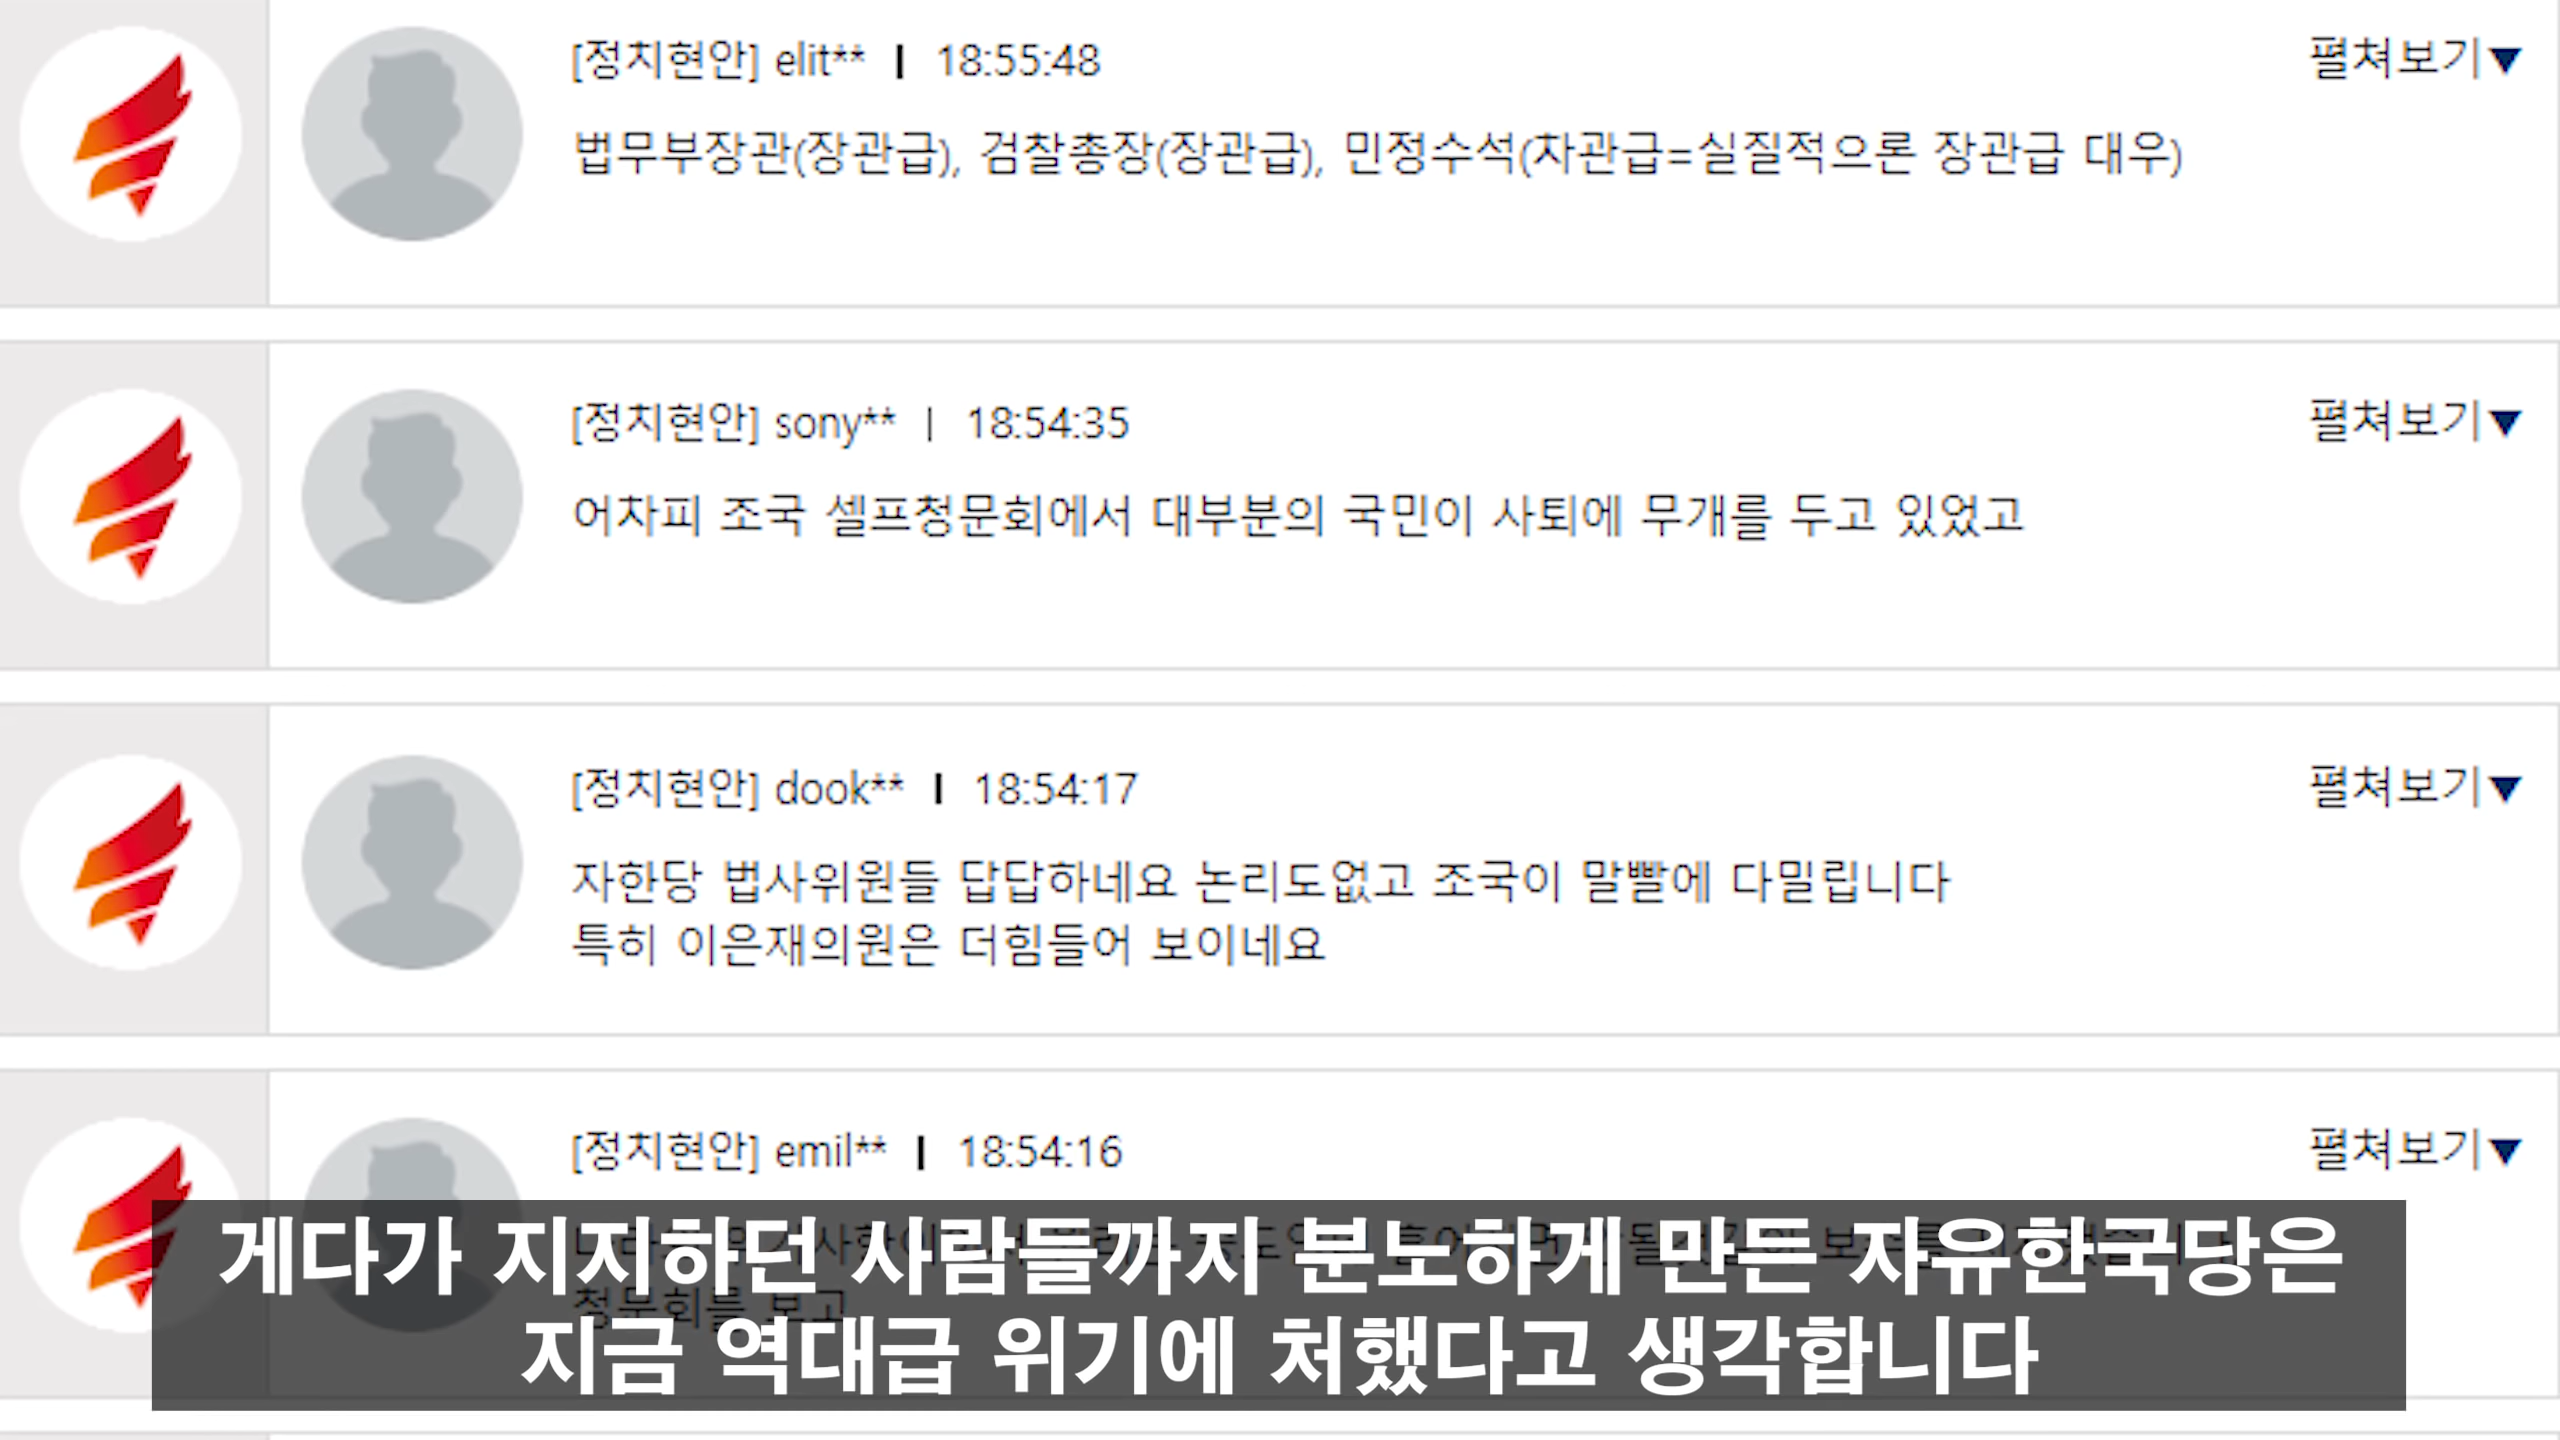 [정치현안] elit** | 18:55:48 펼쳐보기▼
법무부장관(장관급), 검찰총장(장관급), 민정수석(차관급=실질적으론 장관급 대우)
[정치현안] sony** | 18:54:35 펼쳐보기▼
어차피 조국 셀프청문회에서 대부분의 국민이 사퇴에 무개를 두고 있었고
[정치현안] dook** | 18:54:17 펼쳐보기▼
자한당 법사위원들 답답하네요 논리도없고 조국이 말빨에 다밀립니다
특히 이은재의원은 더힘들어 보이네요
[정치현안] emil** | 18:54:16 펼쳐보기▼
청문회를 보고
게다가 지지하던 사람들까지 분노하게 만든 자유한국당은
지금 역대급 위기에 처했다고 생각합니다